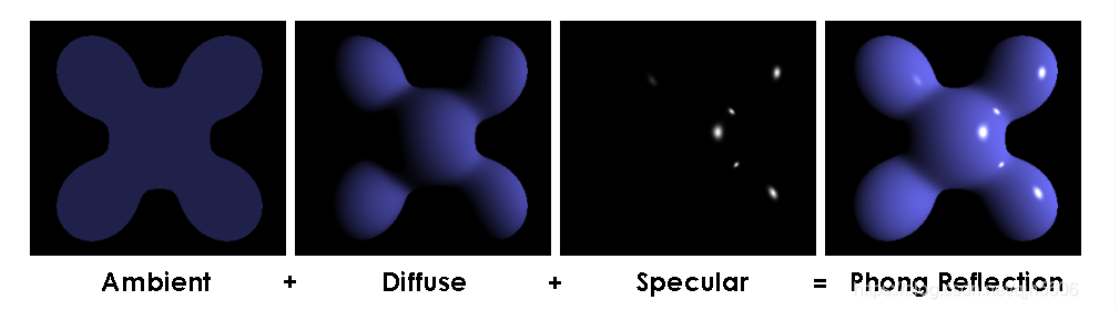 Ambient + Diffuse + Specular = Phong Reflection